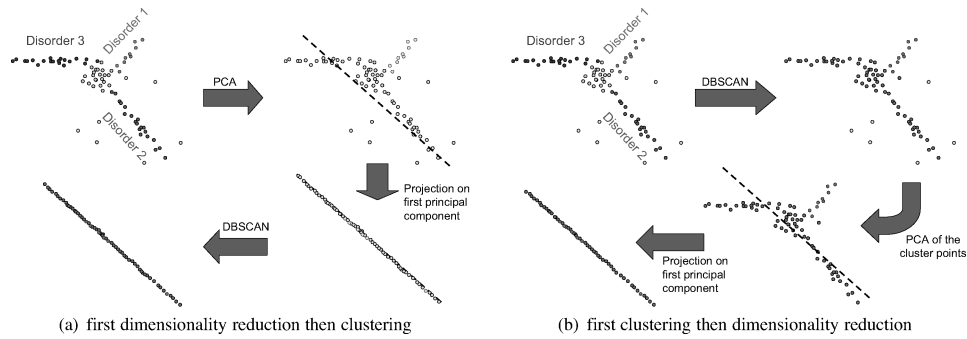 Disorder 3
Disorder 1
Disorder 2
PCA
Projection on
first principal
component
DBSCAN
(a) first dimensionality reduction then clustering
Disorder 3
Disorder 1
Disorder 2
DBSCAN
PCA of the
cluster points
Projection on
first principal
component
(b) first clustering then dimensionality reduction